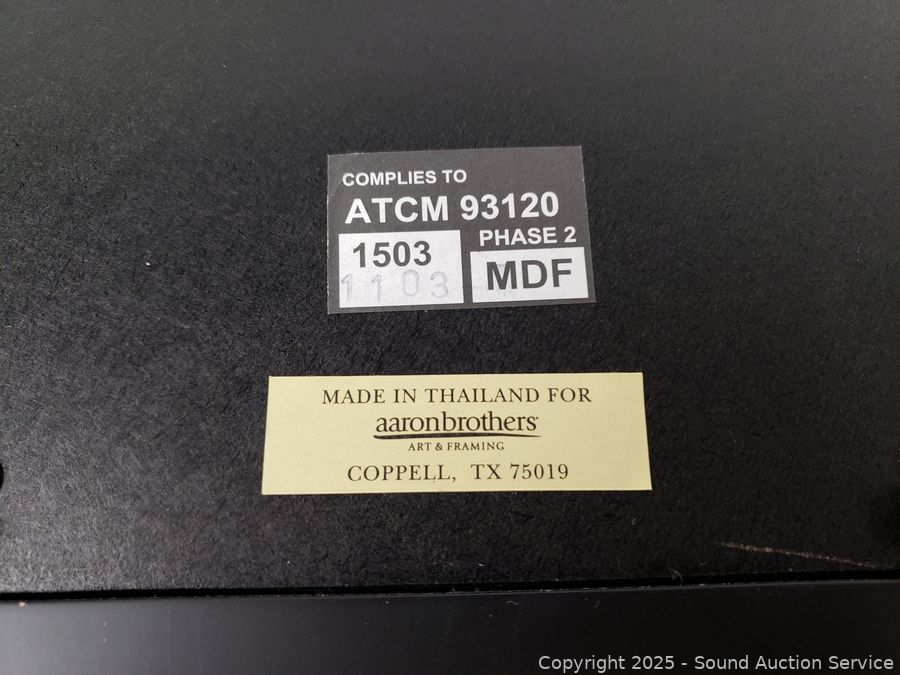 COMPLIES TO
ATCM 93120
PHASE 2
1503
1103
MDF
MADE IN THAILAND FOR
aaronbrothers
ART & FRAMING
COPPELL, TX 75019
Copyright 2025 - Sound Auction Service